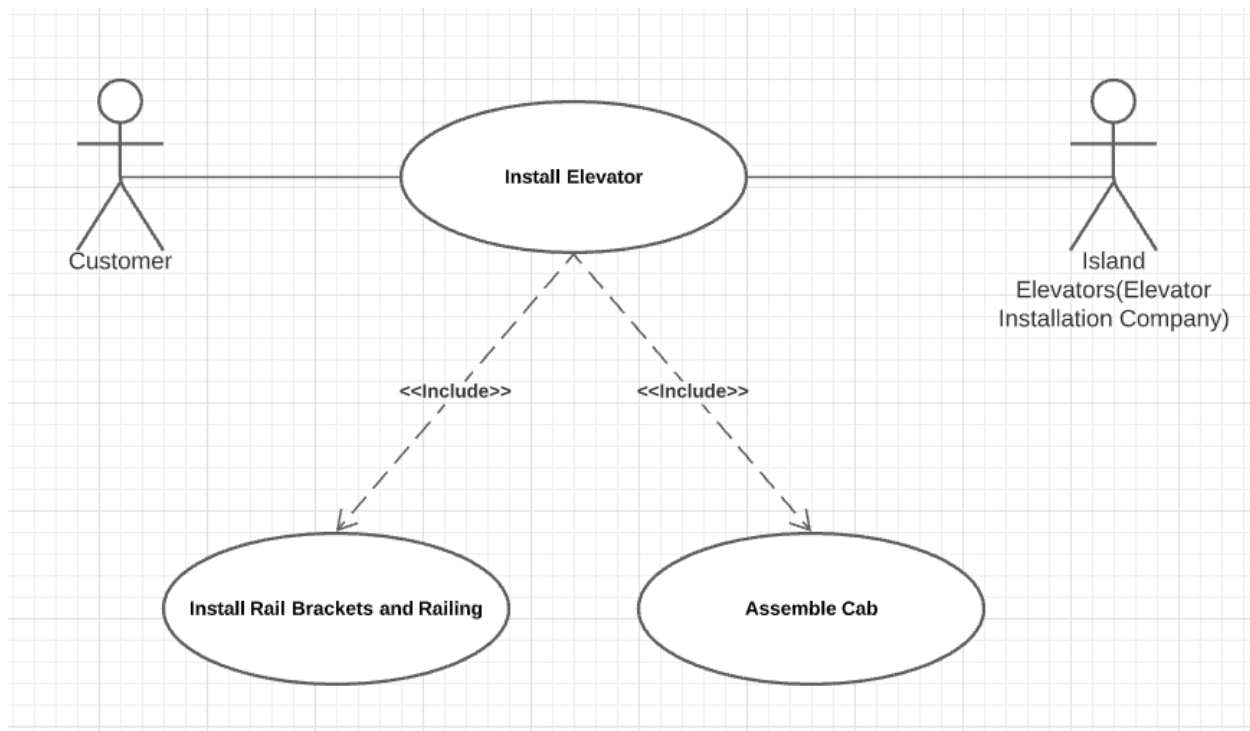 Install Elevator
Customer
Island
Elevators(Elevator
Installation Company)
<<Include>>
<<Include>>
Install Rail Brackets and Railing
Assemble Cab